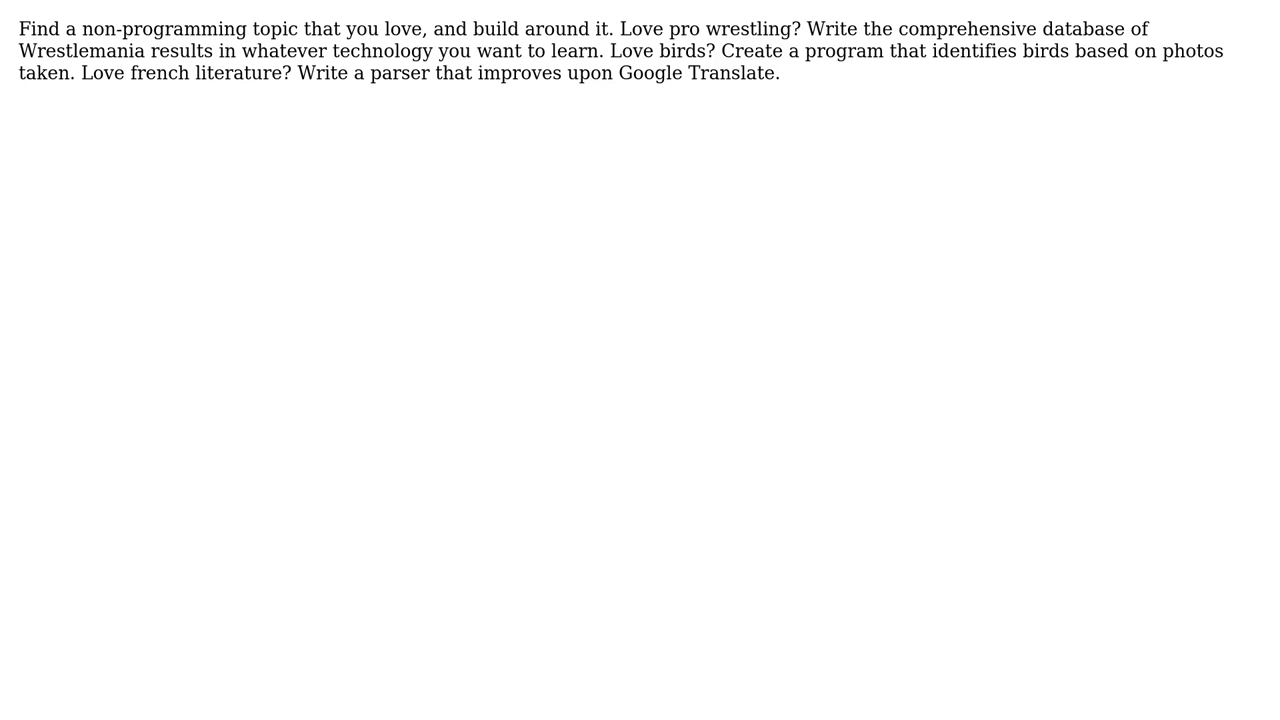 Find a non-programming topic that you love, and build around it. Love pro wrestling? Write the comprehensive database of
Wrestlemania results in whatever technology you want to learn. Love birds? Create a program that identifies birds based on photos
taken. Love french literature? Write a parser that improves upon Google Translate.